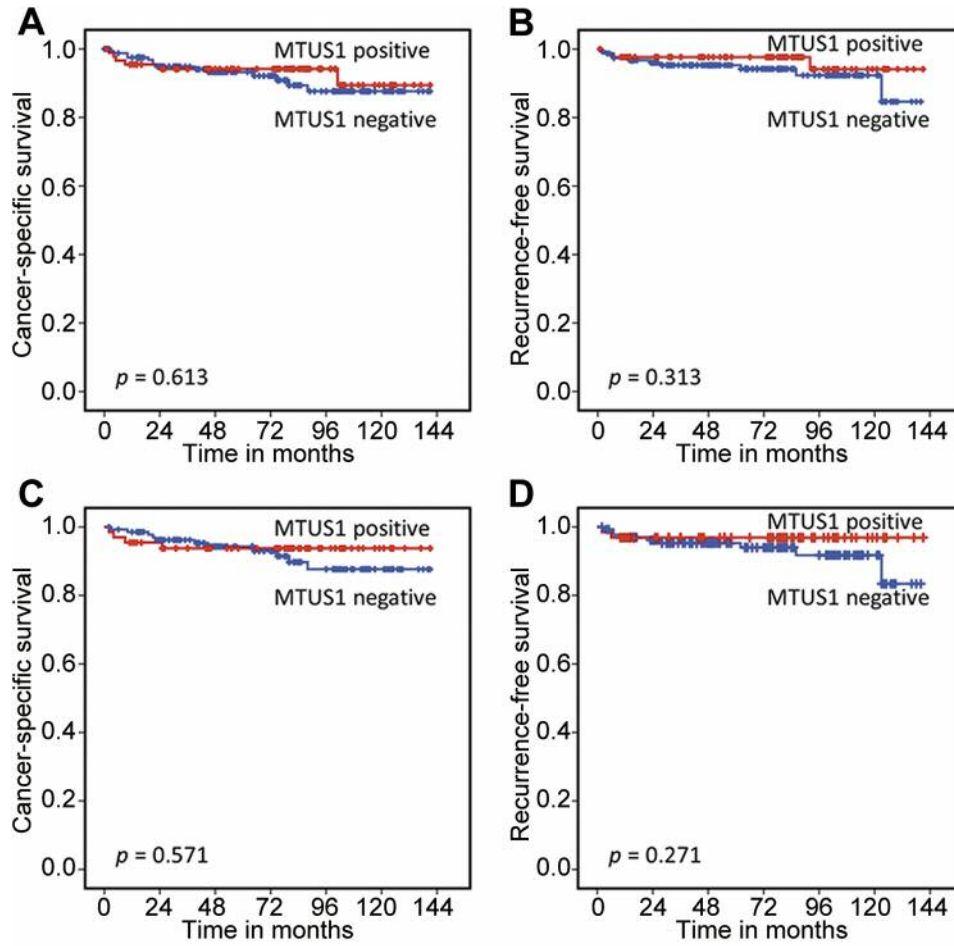 A
Cancer-specific survival
1.0
0.8
0.6
0.4
0.2
0.0
MTUS1 positive
MTUS1 negative
p = 0.613
0 24 48 72 96 120 144
Time in months
B
Recurrence-free survival
1.0
0.8
0.6
0.4
0.2
0.0
MTUS1 positive
MTUS1 negative
p = 0.313
0 24 48 72 96 120 144
Time in months
C
Cancer-specific survival
1.0
0.8
0.6
0.4
0.2
0.0
MTUS1 positive
MTUS1 negative
p = 0.571
0 24 48 72 96 120 144
Time in months
D
Recurrence-free survival
1.0
0.8
0.6
0.4
0.2
0.0
MTUS1 positive
MTUS1 negative
p = 0.271
0 24 48 72 96 120 144
Time in months